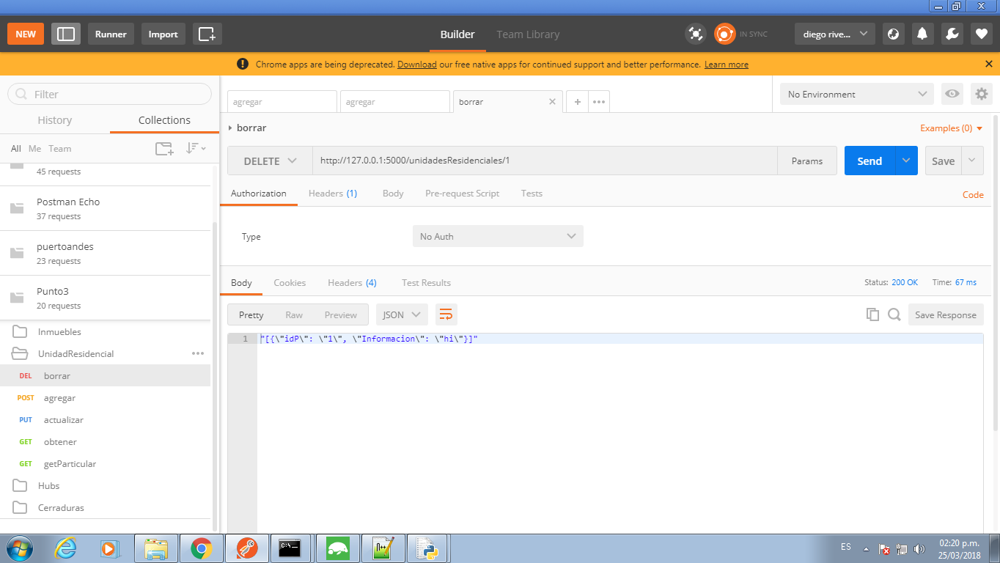 NEW Runner Import Builder Team Library IN SYNC diego rive...
Chrome apps are being deprecated. Download our free native apps for continued support and better performance. Learn more
Filter
History Collections
All Me Team
45 requests
Postman Echo
37 requests
puertoandes
23 requests
Punto3
20 requests
Inmuebles
UnidadResidencial
DEL borrar
POST agregar
PUT actualizar
GET obtener
GET getParticular
Hubs
Cerraduras
agregar agregar borrar
No Environment
borrar Examples (0)
DELETE http://127.0.0.1:5000/unidadesResidenciales/1 Params Send Save
Authorization Headers (1) Body Pre-request Script Tests Code
Type No Auth
Body Cookies Headers (4) Test Results Status: 200 OK Time: 67 ms
Pretty Raw Preview JSON Save Response
1 "[{\"idP\": \"1\", \"Informacion\": \"hi\"}]"
C:\_
ES 02:20 p.m.
25/03/2018